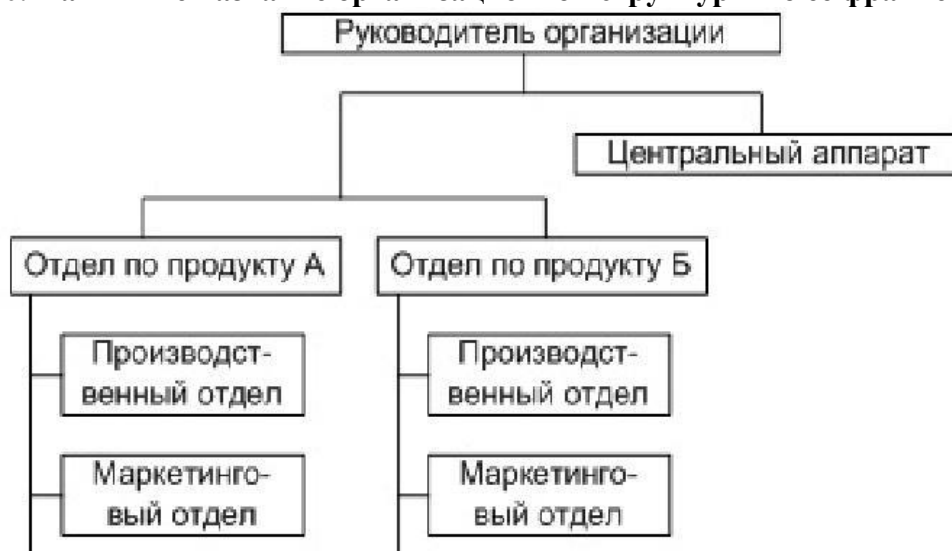 Руководитель организации
Центральный аппарат
Отдел по продукту А
Отдел по продукту Б
Производст-
венный отдел
Производст-
венный отдел
Маркетинго-
вый отдел
Маркетинго-
вый отдел